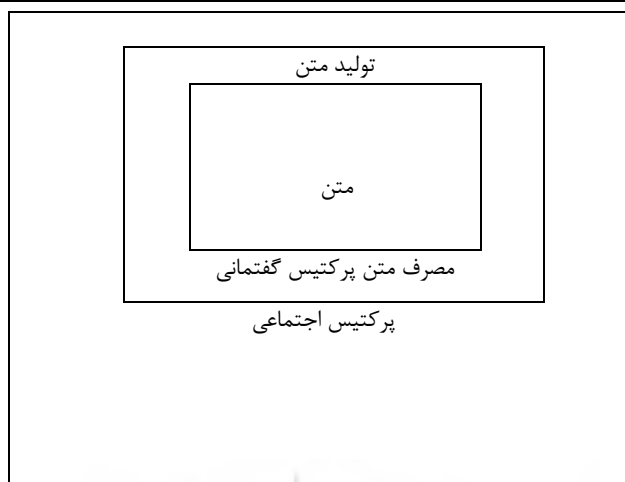 تولید متن
متن
مصرف متن پرکتیس گفتمانی
پرکتیس اجتماعی